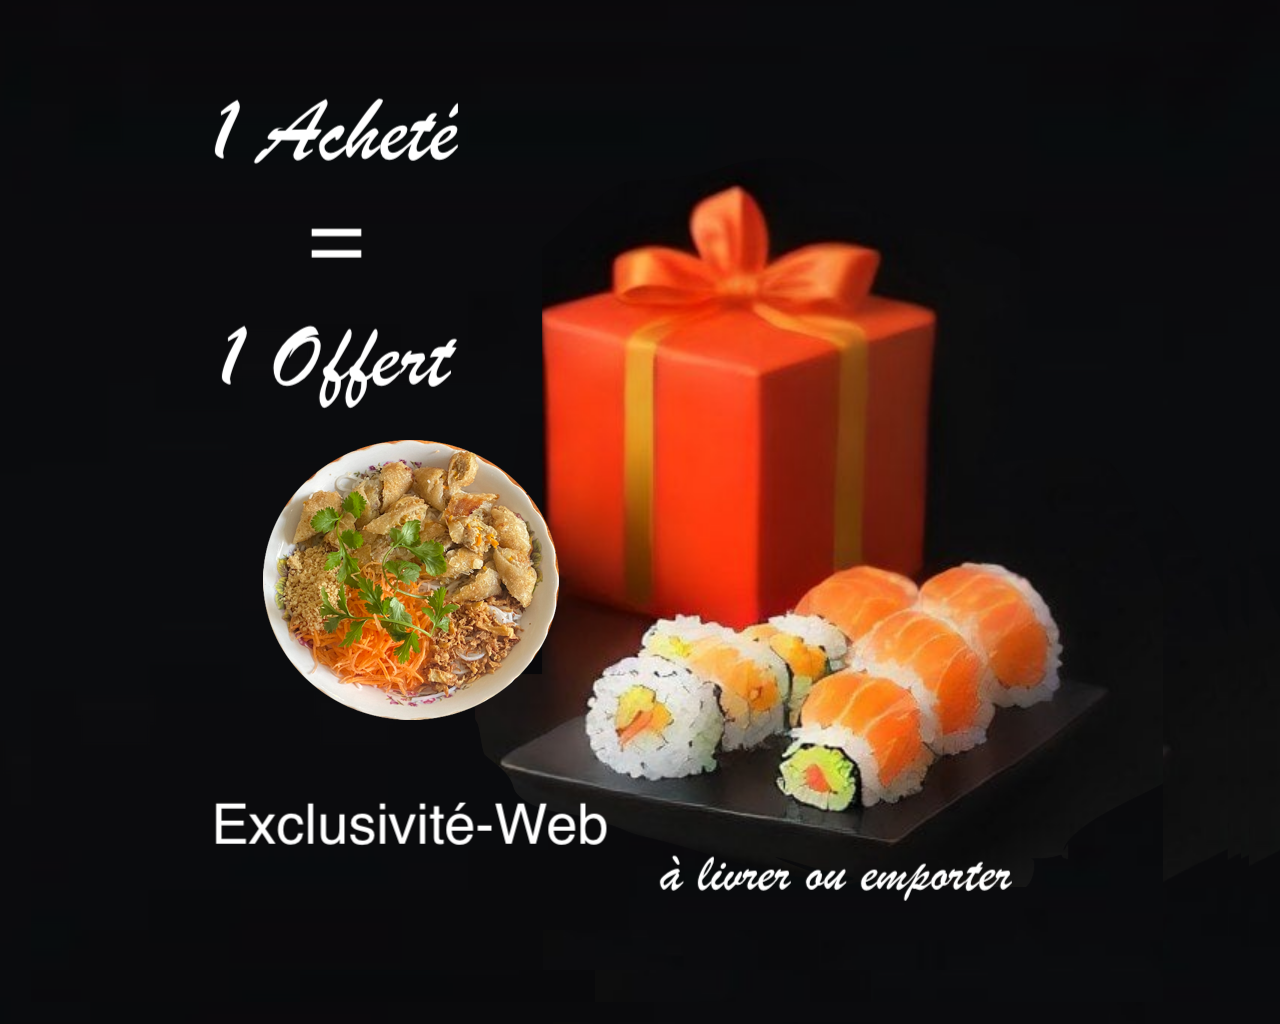 1 Acheté
=
1 Offert
Exclusivité-Web
à livrer ou emporter